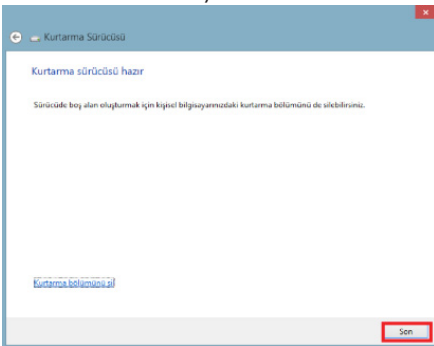 Kurtarma Sürücüsü
Kurtarma sürücüsü hazır
Sürücüde boş alan oluşturmak için kişisel bilgisayarınızdaki kurtarma bölümünü de silebilirsiniz.
Kurtarma bölümünü sil
Son